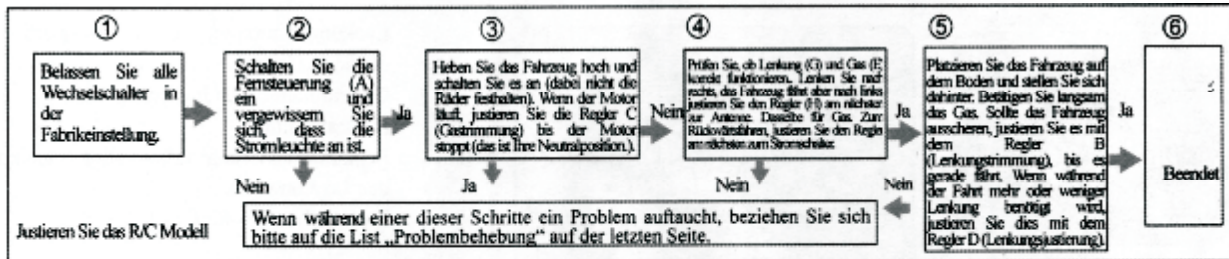 ①
Belassen Sie alle
Wechselschalter in
der
Fabrikeinstellung.
②
Schalten Sie die
Fernsteuerung (A)
ein und
vergewissern Sie
sich, dass die
Stromleuchte an ist.
Ja
Nein
③
Heben Sie das Fahrzeug hoch und
schalten Sie es an (dabei nicht die
Räder festhalten). Wenn der Motor
läuft, justieren Sie die Regler C
(Gastrimmung) bis der Motor
stoppt (das ist Ihre Neutralposition.).
Nein
Ja
④
Prüfen Sie, ob Lenkung (G) und Gas (E)
korrekt funktionieren. Lenken Sie nach
rechts, das Fahrzeug fährt aber nach links
justieren Sie den Regler (H) am nächsten
zur Antenne. Dasselbe für Gas. Zum
Rückwärtsfahren, justieren Sie den Regler
am nächsten zum Stromschalter.
Ja
Nein
⑤
Platzieren Sie das Fahrzeug auf
dem Boden und stellen Sie sich
dahinter. Betätigen Sie langsam
das Gas. Sollte das Fahrzeug
ausscheren, justieren Sie es mit
dem Regler B
(Lenkungstrimmung), bis es
gerade fährt. Wenn während
der Fahrt mehr oder weniger
Lenkung benötigt wird,
justieren Sie dies mit dem
Regler D (Lenkungsjustierung).
Ja
Nein
⑥
Beendet
Justieren Sie das R/C Modell
Wenn während einer dieser Schritte ein Problem auftaucht, beziehen Sie sich
bitte auf die List „Problembehebung“ auf der letzten Seite.